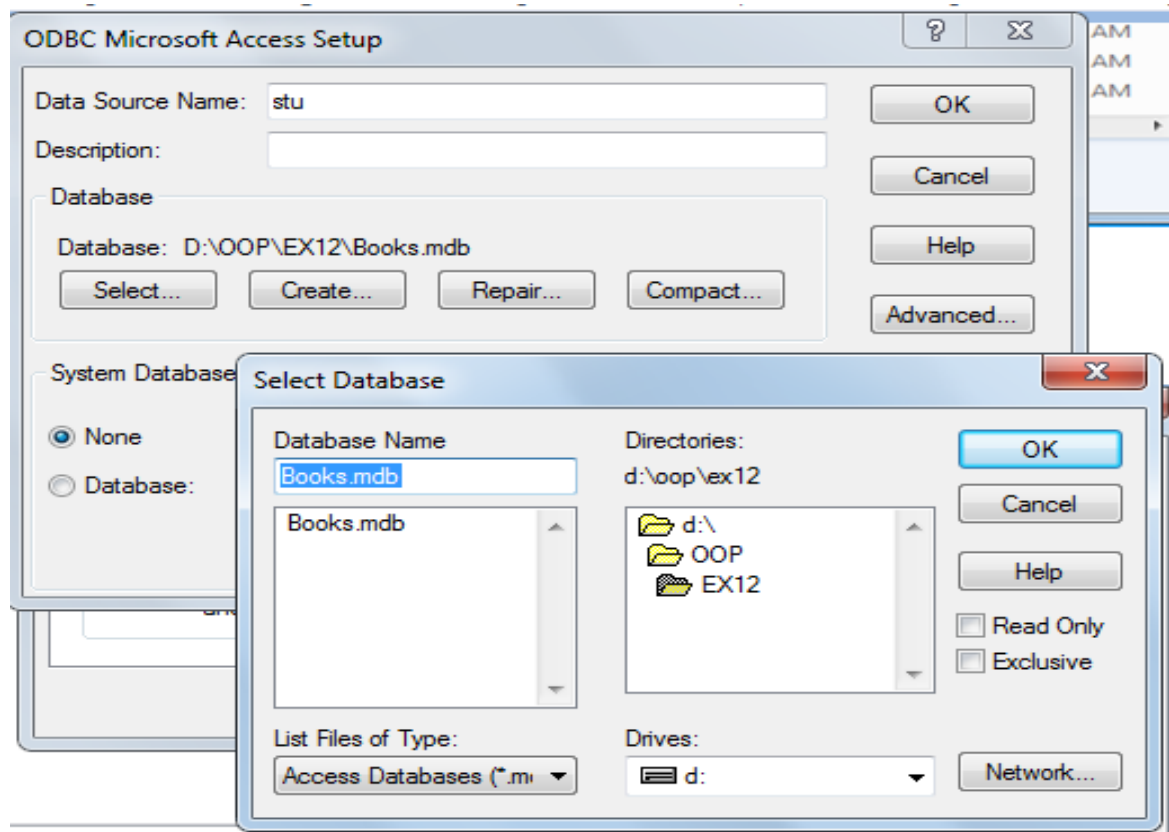 ODBC Microsoft Access Setup
AM
AM
AM
Data Source Name: stu
OK
Description:
Cancel
Database
Database: D:\OOP\EX12\Books.mdb
Help
Select... Create... Repair... Compact...
Advanced...
System Database
None
Database:
Select Database
Database Name
Books.mdb
Books.mdb
List Files of Type:
Access Databases (*.m
Directories:
d:\oop\ex12
d:\
OOP
EX12
Drives:
d:
OK
Cancel
Help
Read Only
Exclusive
Network...